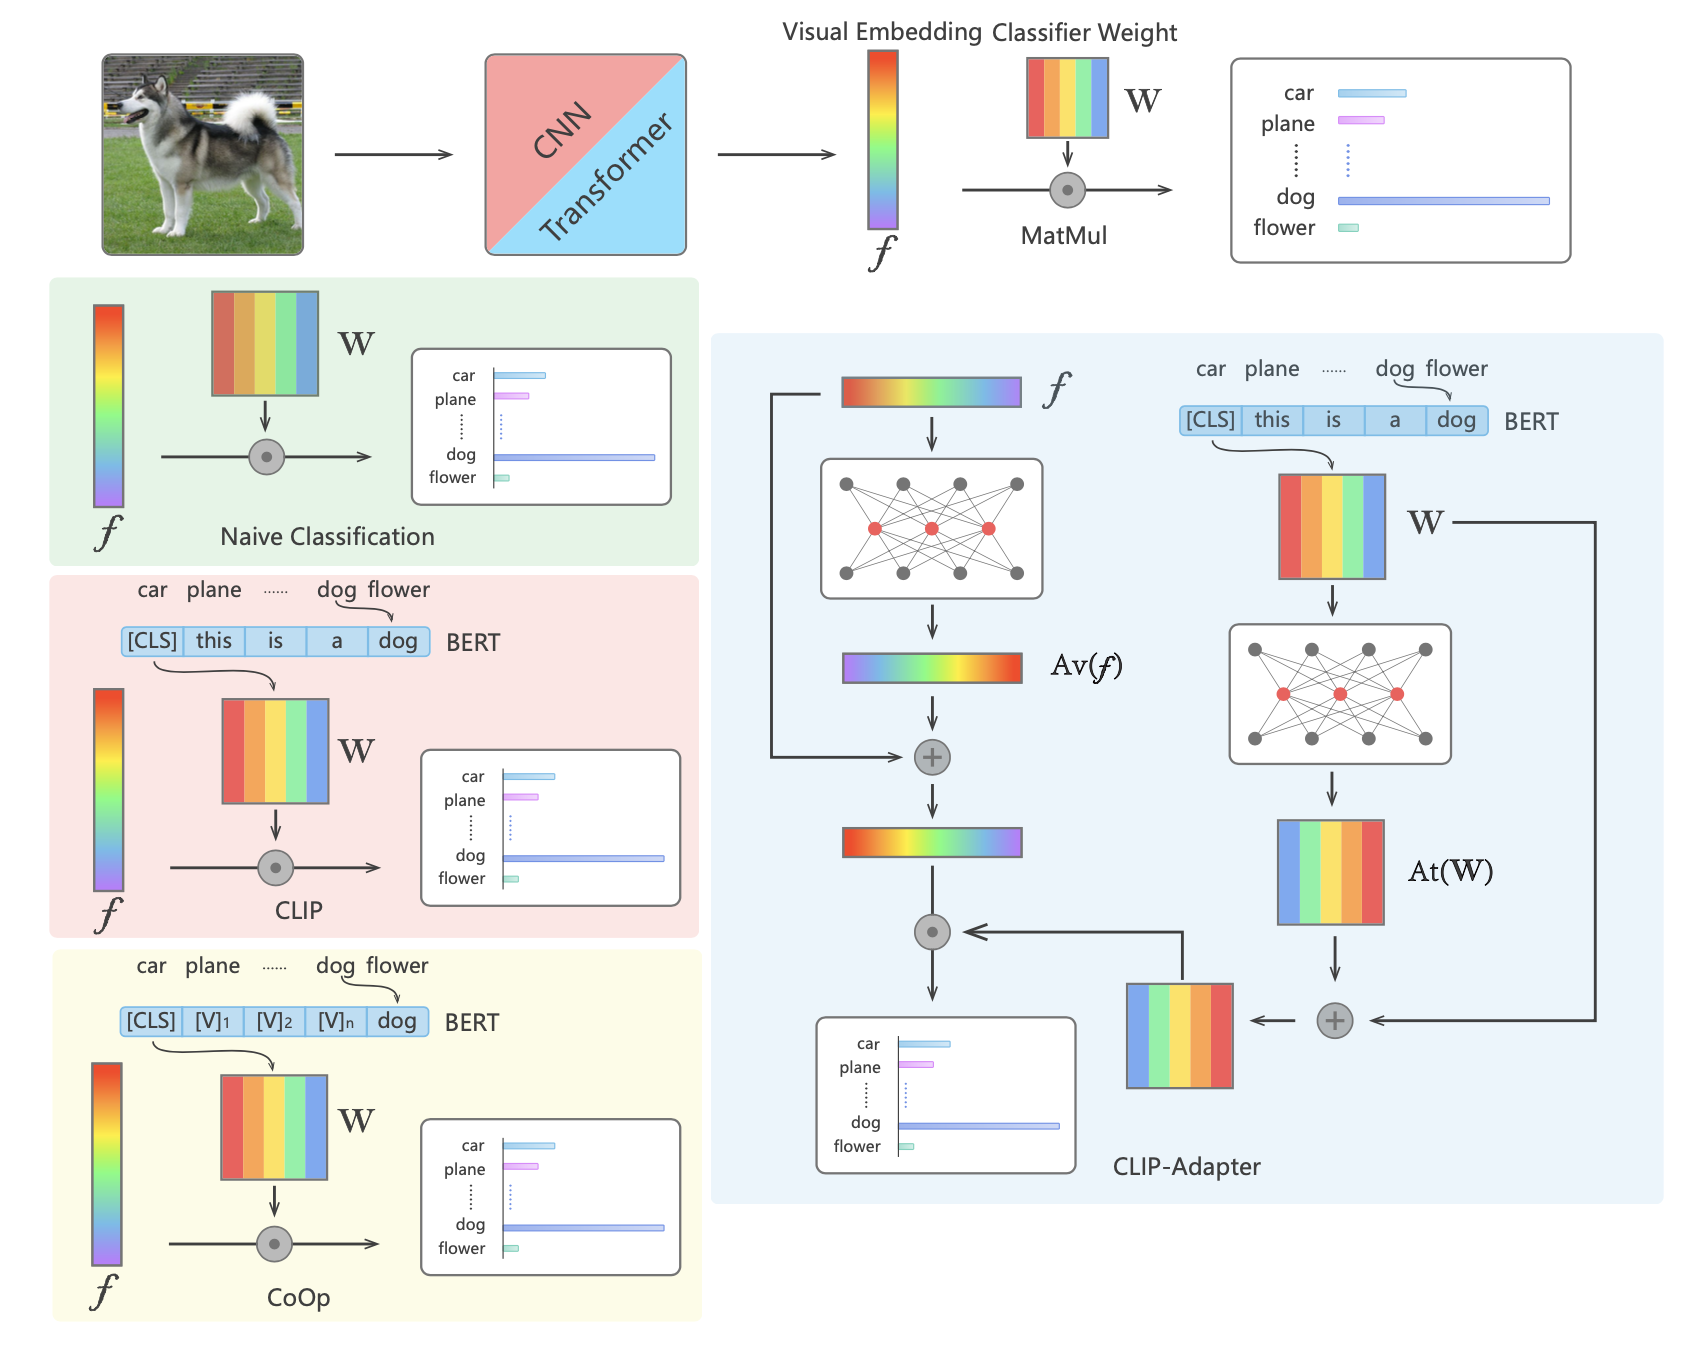 Visual Embedding Classifier Weight
CNN
Transformer
f
W
MatMul
car
plane
dog
flower
f
W
car
plane
dog
flower
Naive Classification
car plane ...... dog flower
[CLS] this is a dog BERT
f
W
car
plane
dog
flower
CLIP
car plane ...... dog flower
[CLS] [V]1 [V]2 [V]n dog BERT
f
W
car
plane
dog
flower
CoOp
f
car plane ...... dog flower
[CLS] this is a dog BERT
W
Av(f)
At(W)
car
plane
dog
flower
CLIP-Adapter